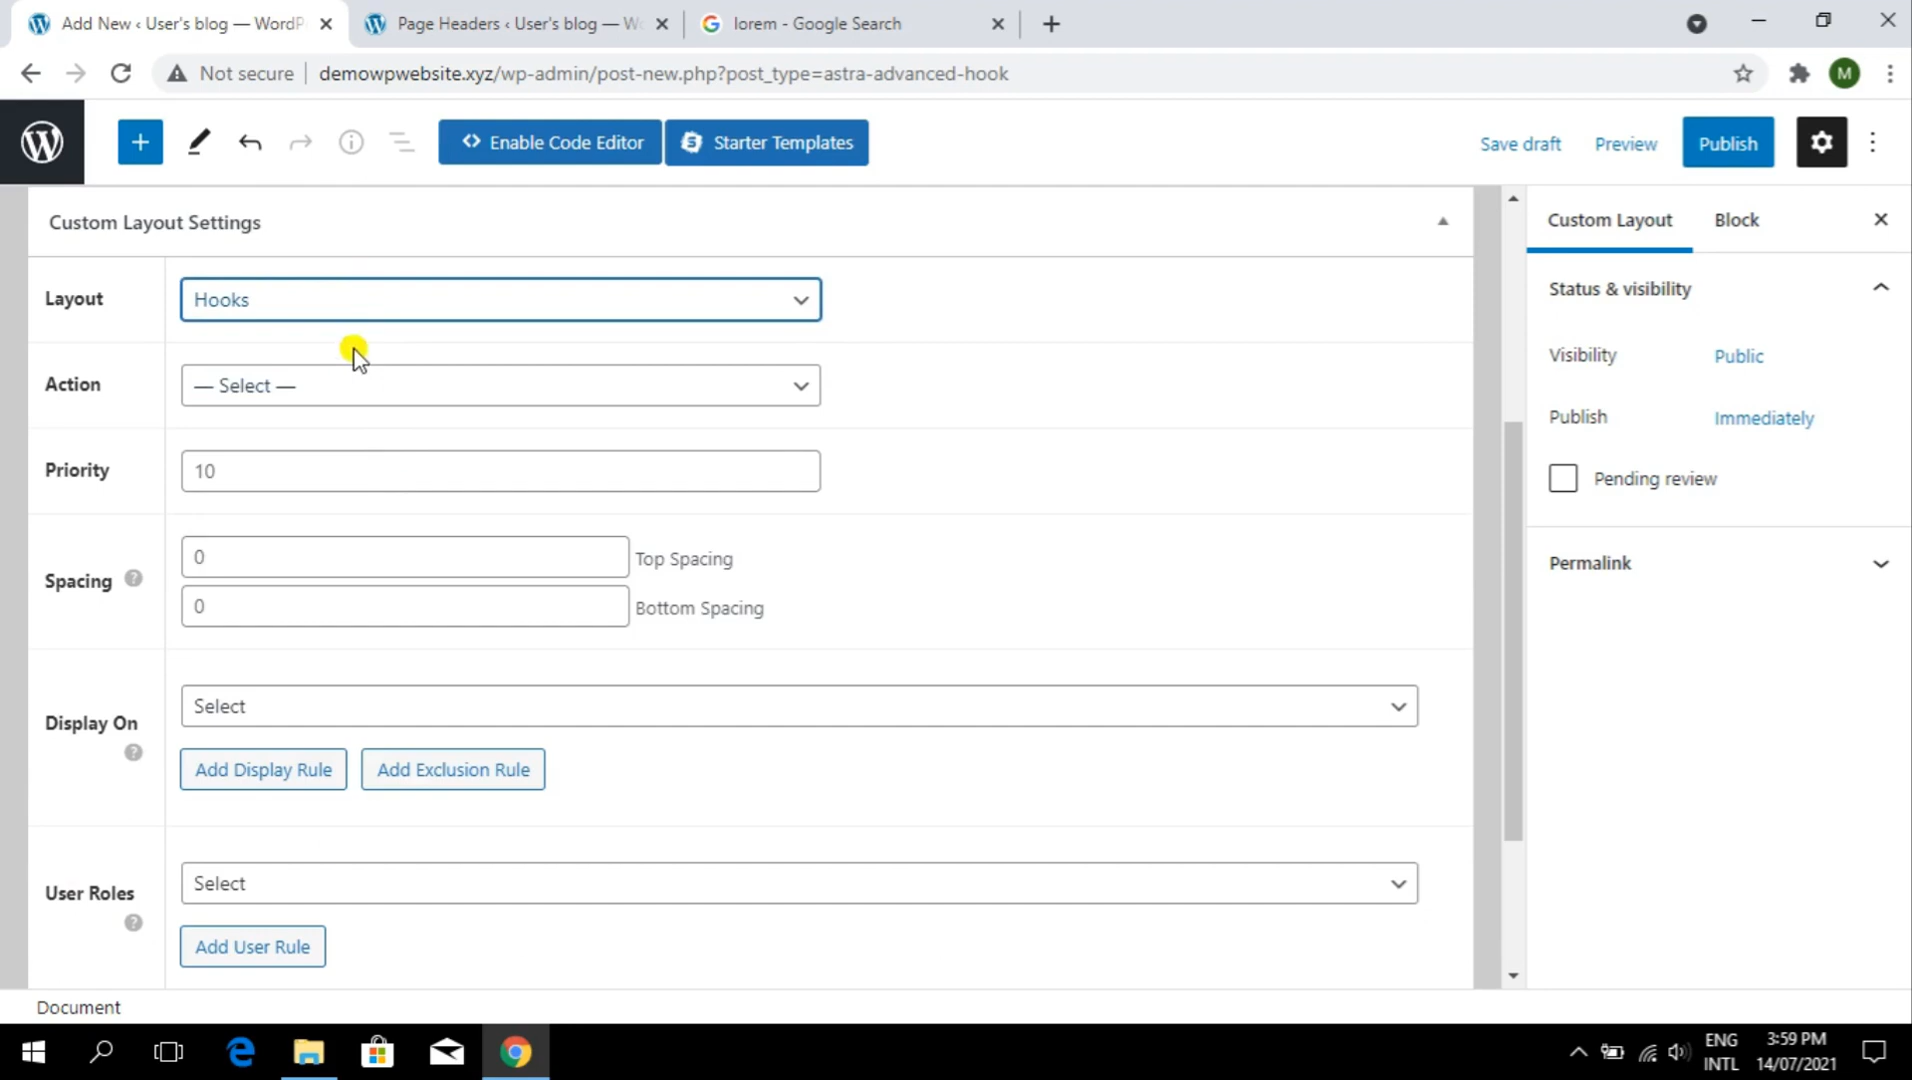 Add New ‹ User's blog — WordP
Page Headers ‹ User's blog — W
lorem - Google Search
Not secure
demowpwebsite.xyz/wp-admin/post-new.php?post_type=astra-advanced-hook
M
Enable Code Editor
Starter Templates
Save draft
Preview
Publish
Custom Layout Settings
Custom Layout
Block
Layout
Hooks
Status & visibility
Action
— Select —
Visibility
Public
Publish
Immediately
Priority
10
Pending review
Spacing
0
Top Spacing
0
Bottom Spacing
Permalink
Display On
Select
Add Display Rule
Add Exclusion Rule
User Roles
Select
Add User Rule
Document
ENG
INTL
3:59 PM
14/07/2021